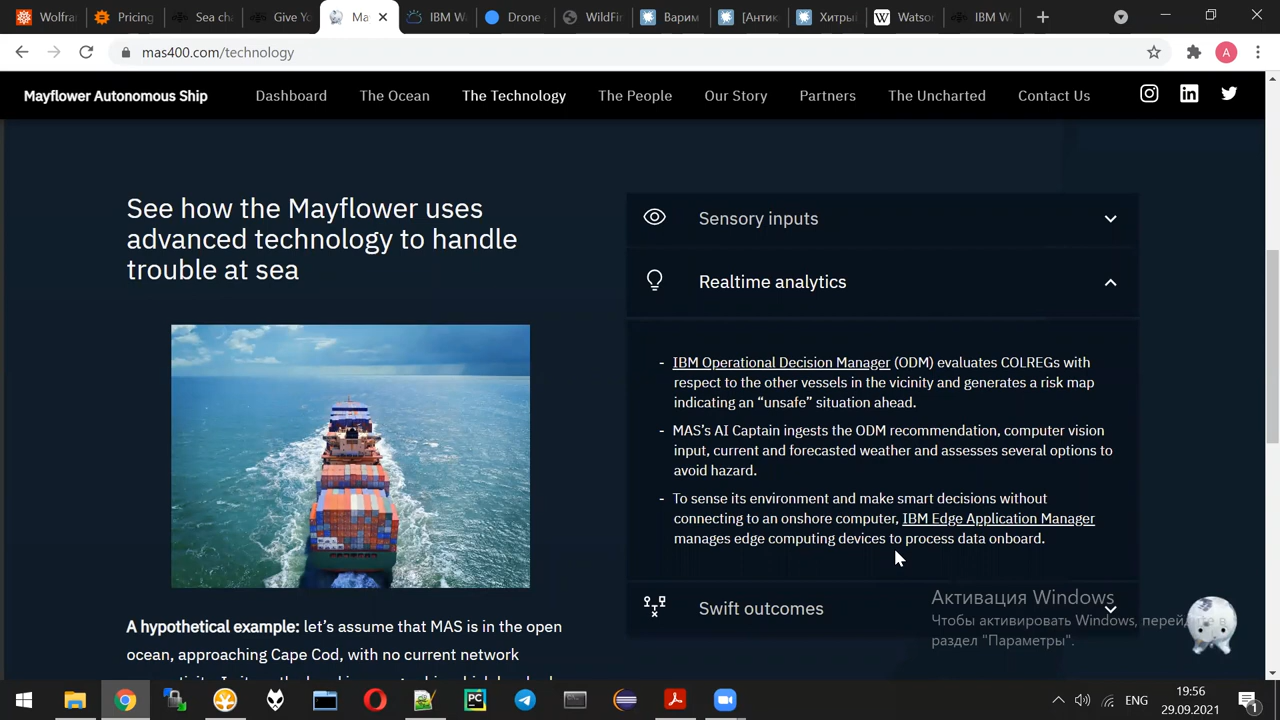 Wolfra
Pricing
Sea ch
Give Yo
Ma
IBM W
Drone
WildFir
Варим
[Антик
Хитрый
Watso
IBM W
mas400.com/technology
A
Mayflower Autonomous Ship
Dashboard
The Ocean
The Technology
The People
Our Story
Partners
The Uncharted
Contact Us
See how the Mayflower uses
advanced technology to handle
trouble at sea
Sensory inputs
Realtime analytics
- IBM Operational Decision Manager (ODM) evaluates COLREGs with
respect to the other vessels in the vicinity and generates a risk map
indicating an “unsafe” situation ahead.
- MAS’s AI Captain ingests the ODM recommendation, computer vision
input, current and forecasted weather and assesses several options to
avoid hazard.
- To sense its environment and make smart decisions without
connecting to an onshore computer, IBM Edge Application Manager
manages edge computing devices to process data onboard.
Swift outcomes
A hypothetical example: let’s assume that MAS is in the open
ocean, approaching Cape Cod, with no current network
Активация Windows
Чтобы активировать Windows, перейдите в
раздел "Параметры".
ENG
19:56
29.09.2021
1